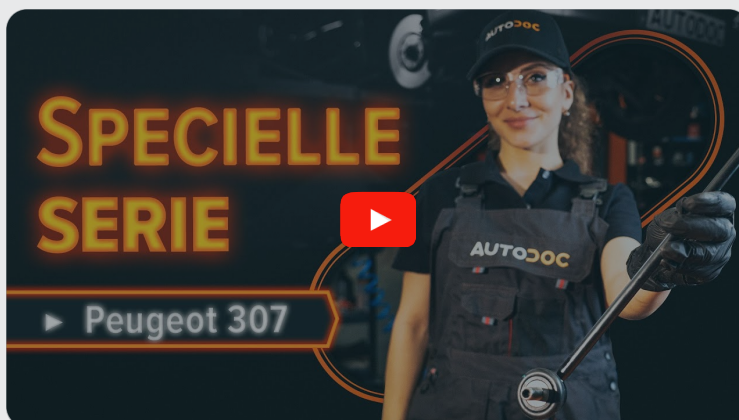 SPECIELLE
SERIE
► Peugeot 307
AUTODOC
AUTODOC
AUTODOC